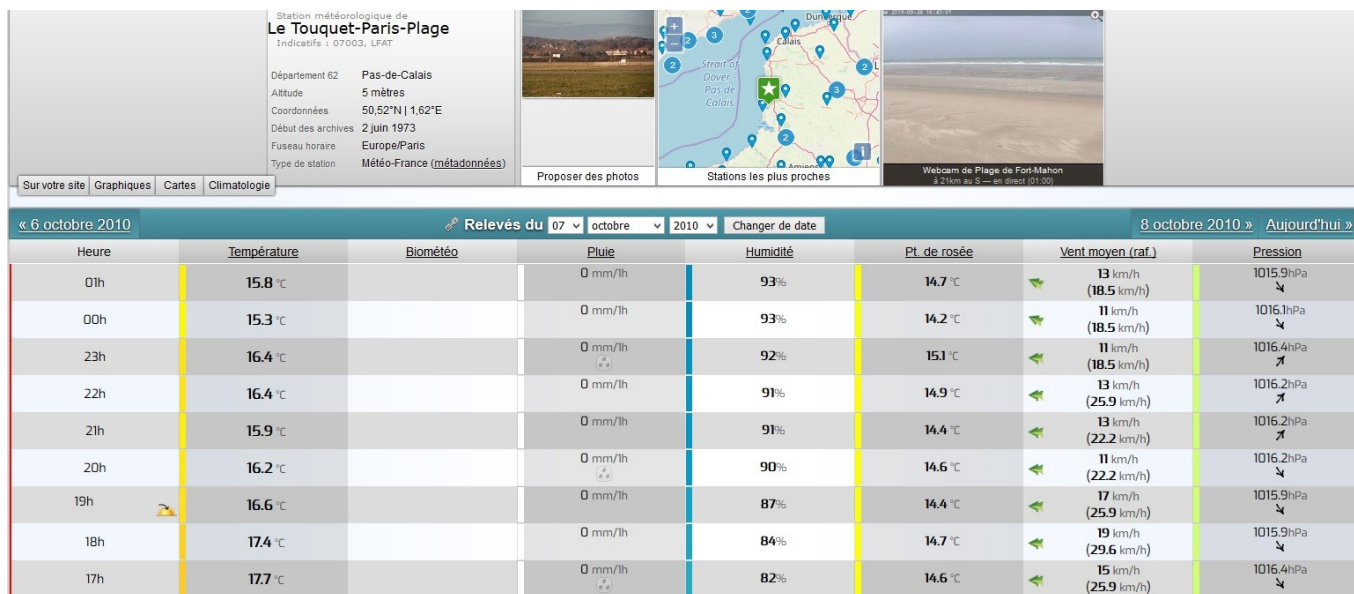 Station météorologique de
Le Touquet-Paris-Plage
Indicatifs : 07003, LFAT
Département 62 Pas-de-Calais
Altitude 5 mètres
Coordonnées 50,52°N | 1,62°E
Début des archives 2 juin 1973
Fuseau horaire Europe/Paris
Type de station Météo-France (métadonnées)
Sur votre site Graphiques Cartes Climatologie
Proposer des photos
Dunkerque
Calais
Strait of
Dover -
Pas de
Calais
Amiens
2
3
2
2
3
2
i
Stations les plus proches
Webcam de Plage de Fort-Mahon
à 21km au S — en direct (01:00)
« 6 octobre 2010 Relevés du 07 octobre 2010 Changer de date 8 octobre 2010 » Aujourd'hui »
Heure Température Biométéo Pluie Humidité Pt. de rosée Vent moyen (raf.) Pression
01h 15.8 °C 0 mm/1h 93% 14.7 °C 13 km/h (18.5 km/h) 1015.9hPa
00h 15.3 °C 0 mm/1h 93% 14.2 °C 11 km/h (18.5 km/h) 1016.1hPa
23h 16.4 °C 0 mm/1h 92% 15.1 °C 11 km/h (18.5 km/h) 1016.4hPa
22h 16.4 °C 0 mm/1h 91% 14.9 °C 13 km/h (25.9 km/h) 1016.2hPa
21h 15.9 °C 0 mm/1h 91% 14.4 °C 13 km/h (22.2 km/h) 1016.2hPa
20h 16.2 °C 0 mm/1h 90% 14.6 °C 11 km/h (22.2 km/h) 1016.2hPa
19h 16.6 °C 0 mm/1h 87% 14.4 °C 17 km/h (25.9 km/h) 1015.9hPa
18h 17.4 °C 0 mm/1h 84% 14.7 °C 19 km/h (29.6 km/h) 1015.9hPa
17h 17.7 °C 0 mm/1h 82% 14.6 °C 15 km/h (25.9 km/h) 1016.4hPa